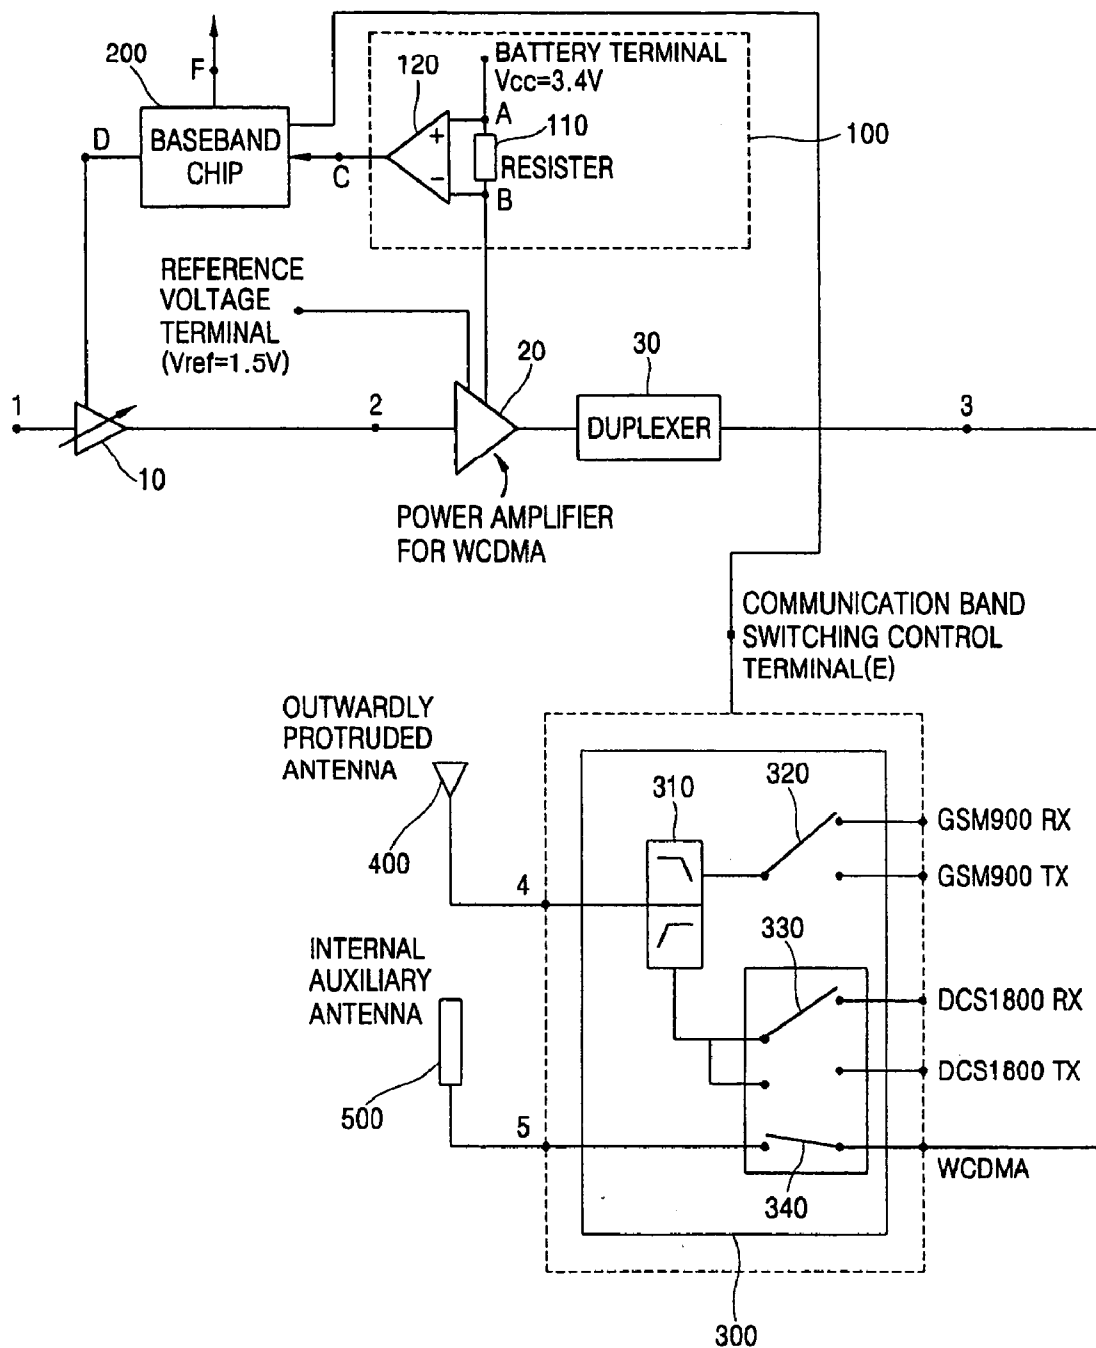 200
F
D
BASEBAND
CHIP
C
120
+
−
BATTERY TERMINAL
Vcc=3.4V
A
110
RESISTER
B
100
REFERENCE
VOLTAGE
TERMINAL
(Vref=1.5V)
1
10
2
20
30
DUPLEXER
3
POWER AMPLIFIER
FOR WCDMA
COMMUNICATION BAND
SWITCHING CONTROL
TERMINAL(E)
OUTWARDLY
PROTRUDED
ANTENNA
400
4
310
320
GSM900 RX
GSM900 TX
INTERNAL
AUXILIARY
ANTENNA
500
5
330
DCS1800 RX
DCS1800 TX
340
WCDMA
300